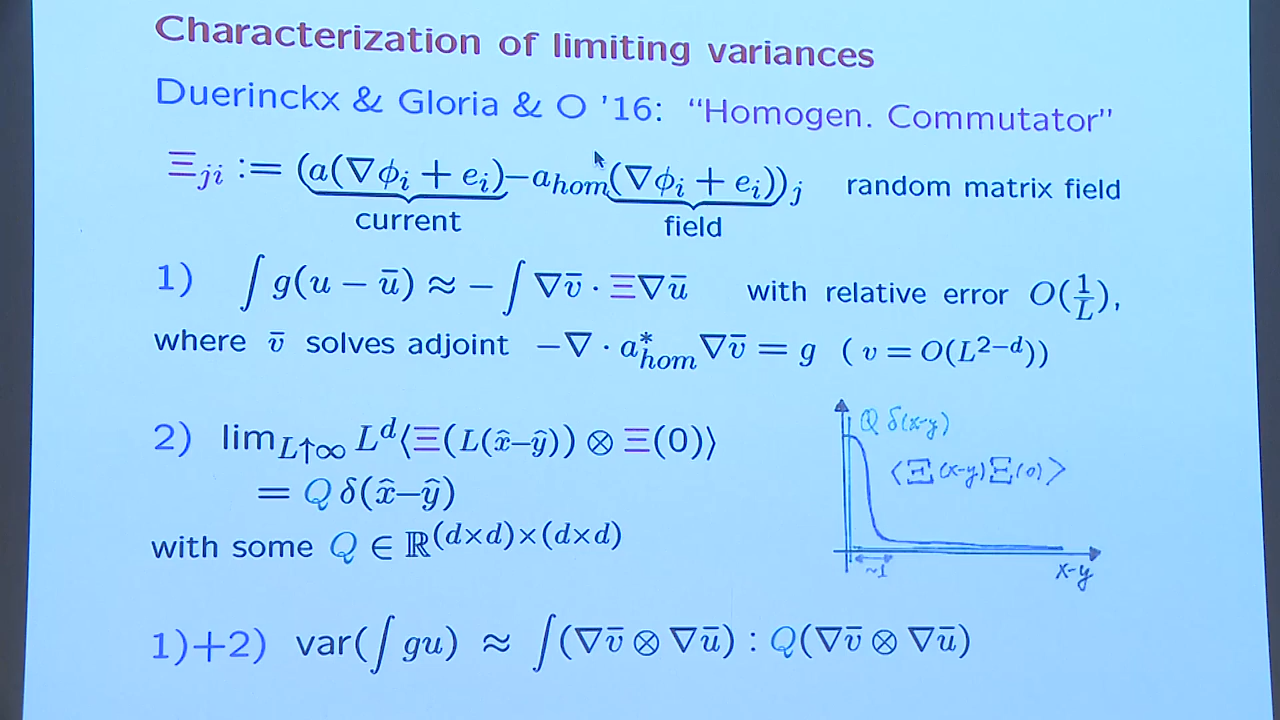 Characterization of limiting variances
Duerinckx & Gloria & O '16: “Homogen. Commutator”
Ξ_{ji} := (a(∇ϕ_i + e_i) − a_{hom}(∇ϕ_i + e_i))_j random matrix field
current field
1) ∫ g(u − ū) ≈ − ∫ ∇v̄ · Ξ∇ū with relative error O(1/L),
where v̄ solves adjoint −∇ · a*_{hom}∇v̄ = g ( v = O(L^{2−d}))
2) lim_{L↑∞} L^d⟨Ξ(L(x̂−ŷ)) ⊗ Ξ(0)⟩
= Q δ(x̂−ŷ)
with some Q ∈ ℝ^{(d×d)×(d×d)}
Q δ(x-y)
⟨Ξ(x-y)Ξ(0)⟩
~1
x-y
1)+2) var(∫ gu) ≈ ∫(∇v̄ ⊗ ∇ū) : Q(∇v̄ ⊗ ∇ū)